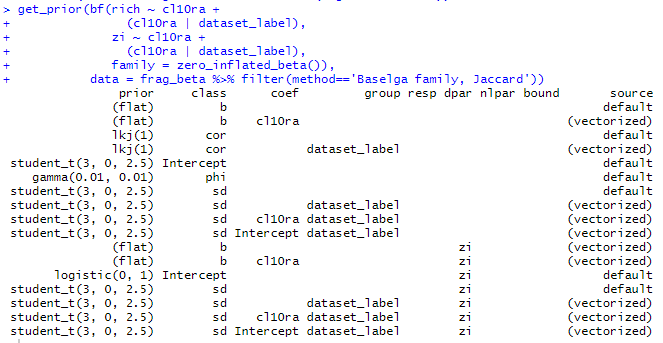 > get_prior(bf(rich ~ cl10ra +
+               (cl10ra | dataset_label),
+             zi ~ cl10ra +
+               (cl10ra | dataset_label),
+             family = zero_inflated_beta()),
+          data = frag_beta %>% filter(method=='Baselga family, Jaccard'))
prior class coef group resp dpar nlpar bound source
(flat) b default
(flat) b cl10ra (vectorized)
lkj(1) cor default
lkj(1) cor dataset_label (vectorized)
student_t(3, 0, 2.5) Intercept default
gamma(0.01, 0.01) phi default
student_t(3, 0, 2.5) sd default
student_t(3, 0, 2.5) sd dataset_label (vectorized)
student_t(3, 0, 2.5) sd cl10ra dataset_label (vectorized)
student_t(3, 0, 2.5) sd Intercept dataset_label (vectorized)
(flat) b zi (vectorized)
(flat) b cl10ra zi (vectorized)
logistic(0, 1) Intercept zi default
student_t(3, 0, 2.5) sd zi default
student_t(3, 0, 2.5) sd dataset_label zi (vectorized)
student_t(3, 0, 2.5) sd cl10ra dataset_label zi (vectorized)
student_t(3, 0, 2.5) sd Intercept dataset_label zi (vectorized)